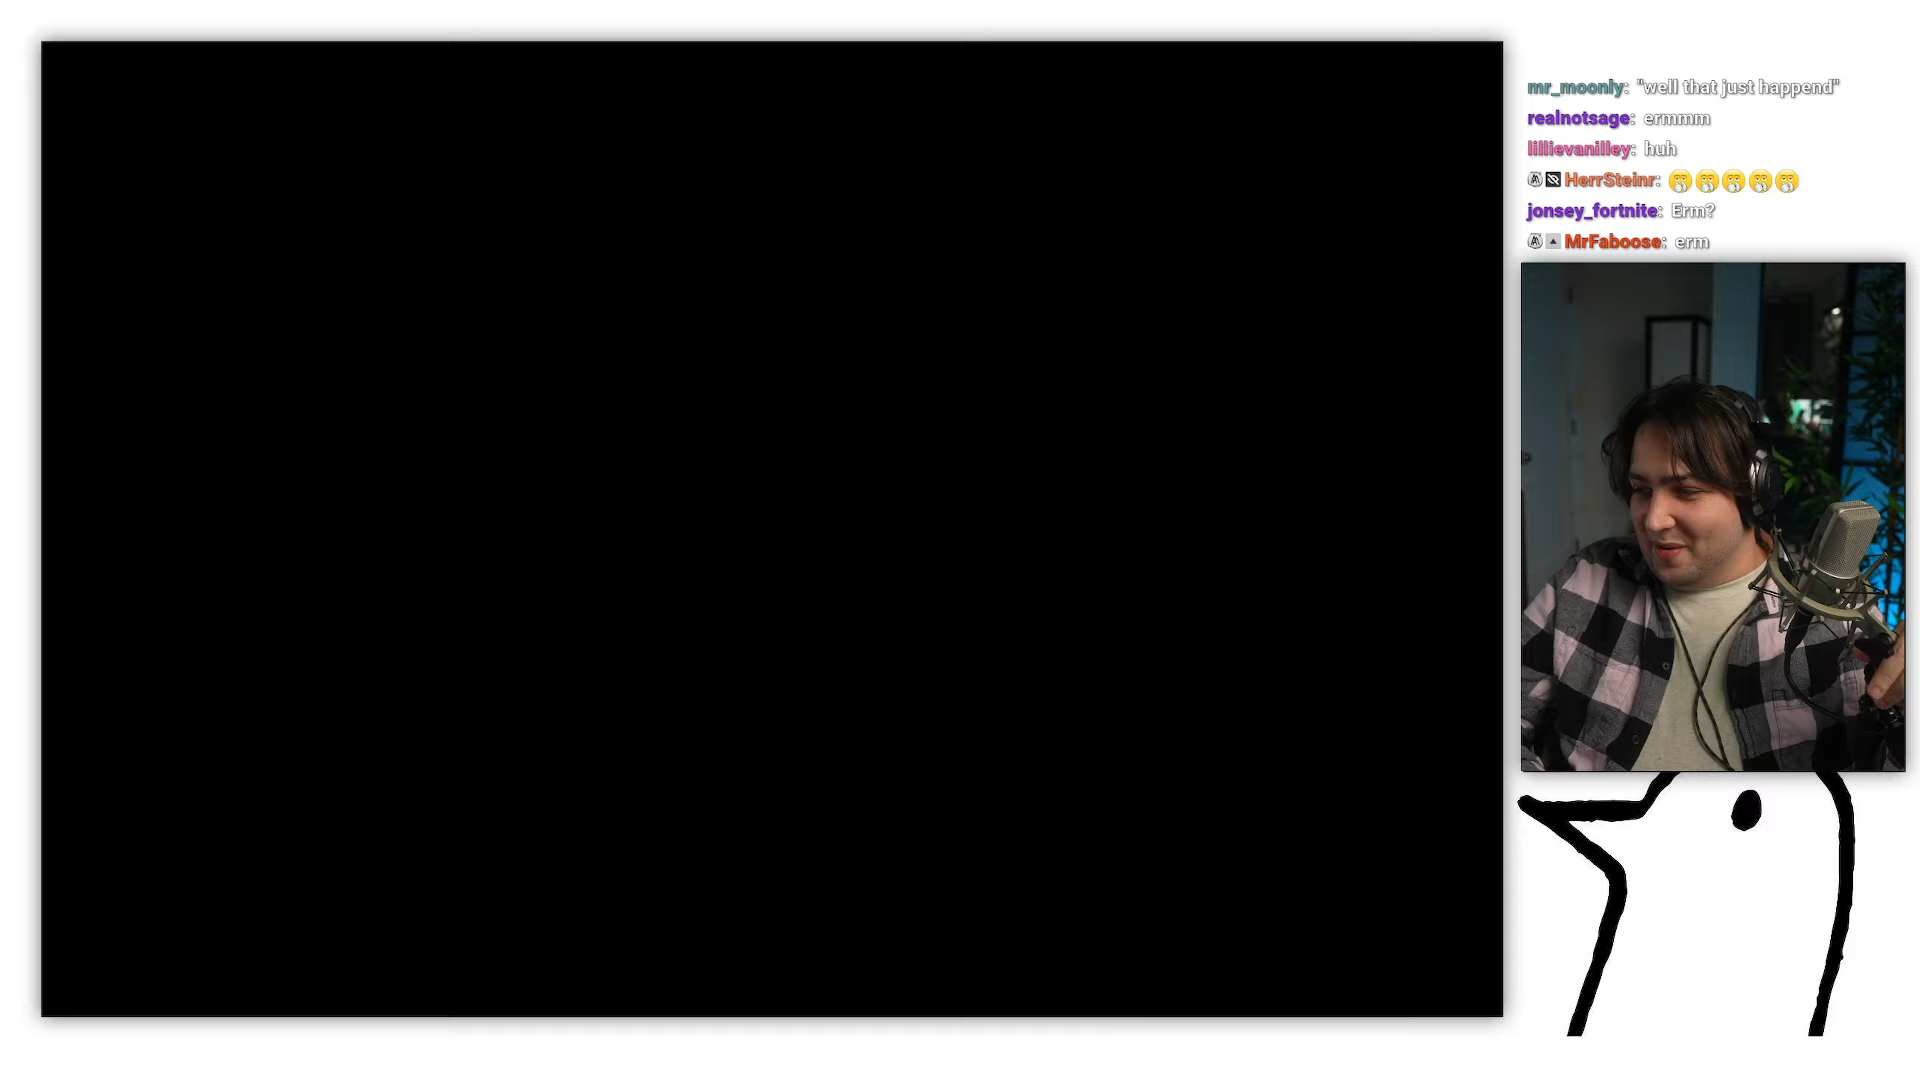 mr_moonly: "well that just happend"
realnotsage: ermmm
lillievanilley: huh
HerrSteinr: 🤫🤫🤫🤫🤫
jonsey_fortnite: Erm?
MrFaboose: erm